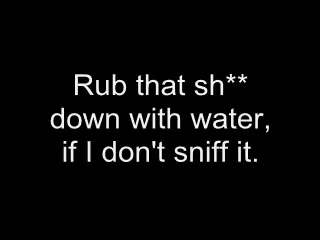 Rub that sh**
down with water,
if I don't sniff it.